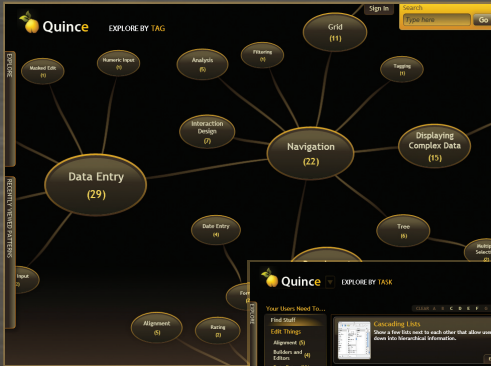 Sign In
Search
Type here
Go
Quince
EXPLORE BY TAG
EXPLORE
RECENTLY VIEWED PATTERNS
Grid
(11)
Masked Edit
(1)
Numeric Input
(1)
Analysis
(5)
Filtering
(1)
Tagging
(1)
Interaction
Design
(7)
Navigation
(22)
Displaying
Complex Data
(15)
Data Entry
(29)
Date Entry
(4)
Tree
(6)
Input
Alignment
(5)
Rating
(2)
Quince
EXPLORE BY TASK
EXPLORE
Your Users Need To...
Find Stuff
Edit Things
Alignment (5)
Builders and
Editors (4)
Cascading Lists
Show a few lists next to each other that allow
down into hierarchical information.